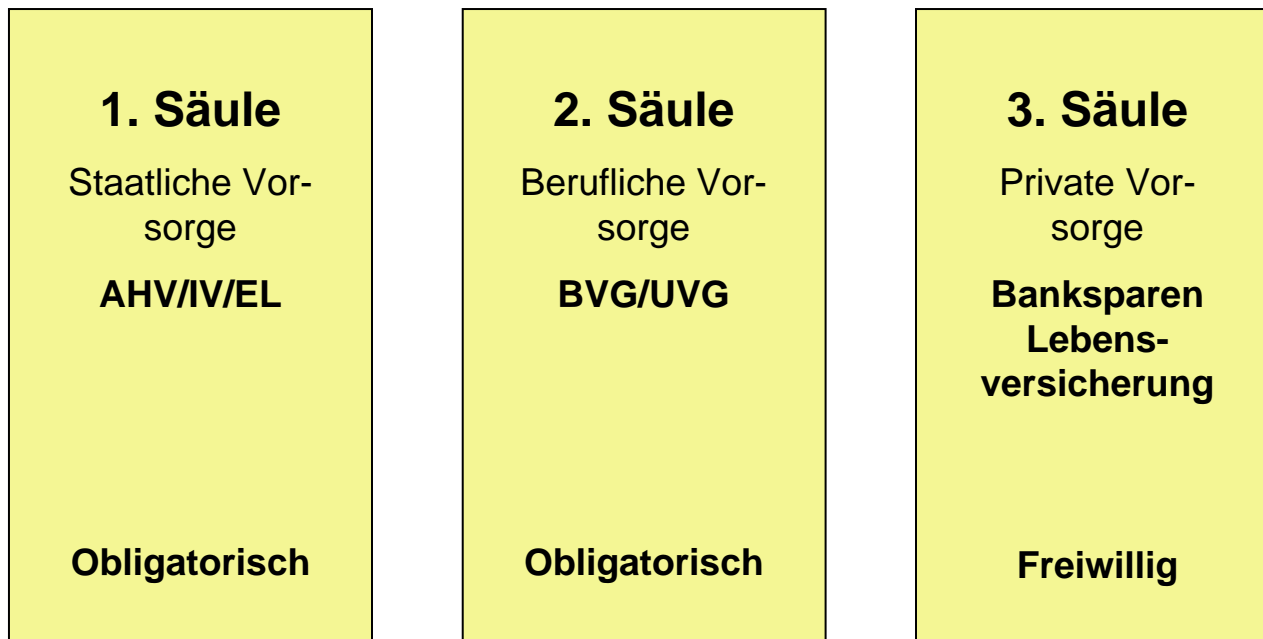 1. Säule
Staatliche Vor-
sorge
AHV/IV/EL
Obligatorisch
2. Säule
Berufliche Vor-
sorge
BVG/UVG
Obligatorisch
3. Säule
Private Vor-
sorge
Banksparen
Lebens-
versicherung
Freiwillig